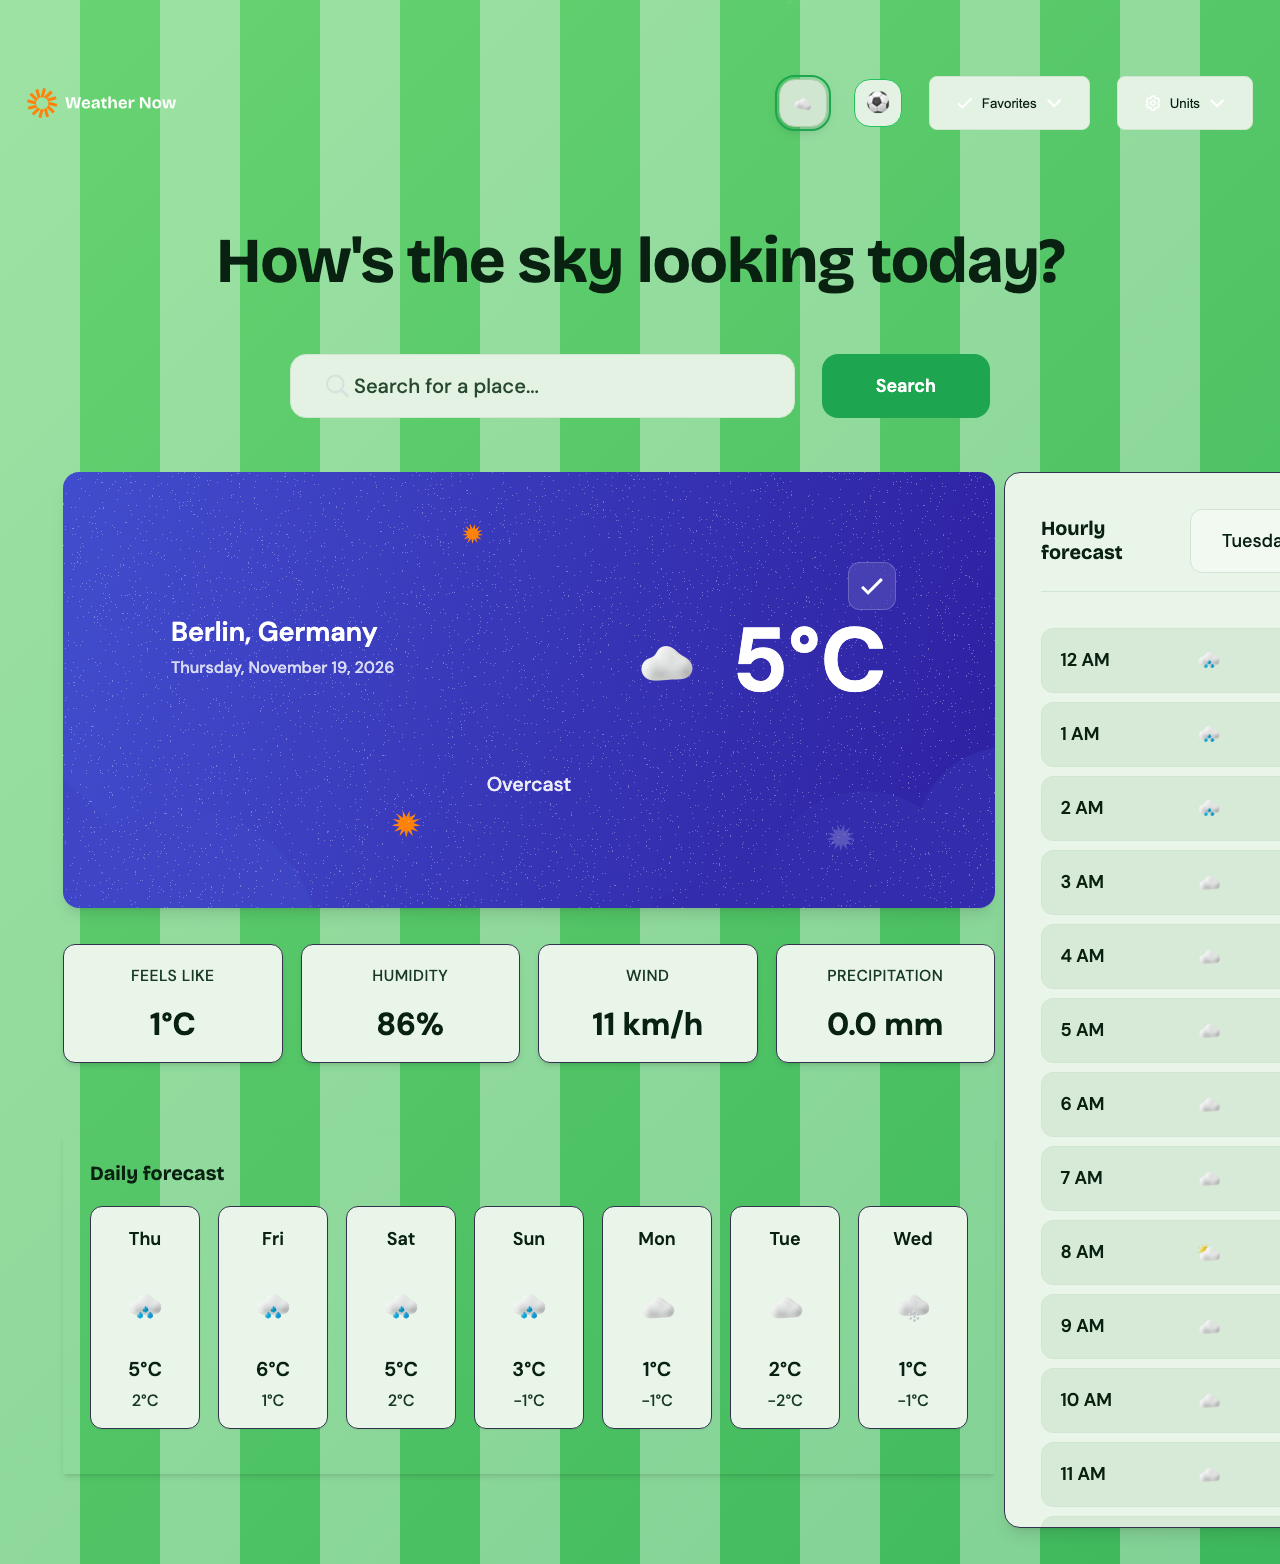 Weather Now
Favorites
Units
How's the sky looking today?
Search for a place...
Search
Berlin, Germany
Thursday, November 19, 2026
5°C
Overcast
FEELS LIKE
1°C
HUMIDITY
86%
WIND
11 km/h
PRECIPITATION
0.0 mm
Daily forecast
Thu
5°C
2°C
Fri
6°C
1°C
Sat
5°C
2°C
Sun
3°C
-1°C
Mon
1°C
-1°C
Tue
2°C
-2°C
Wed
1°C
-1°C
Hourly
forecast
Tuesda
12 AM
1 AM
2 AM
3 AM
4 AM
5 AM
6 AM
7 AM
8 AM
9 AM
10 AM
11 AM